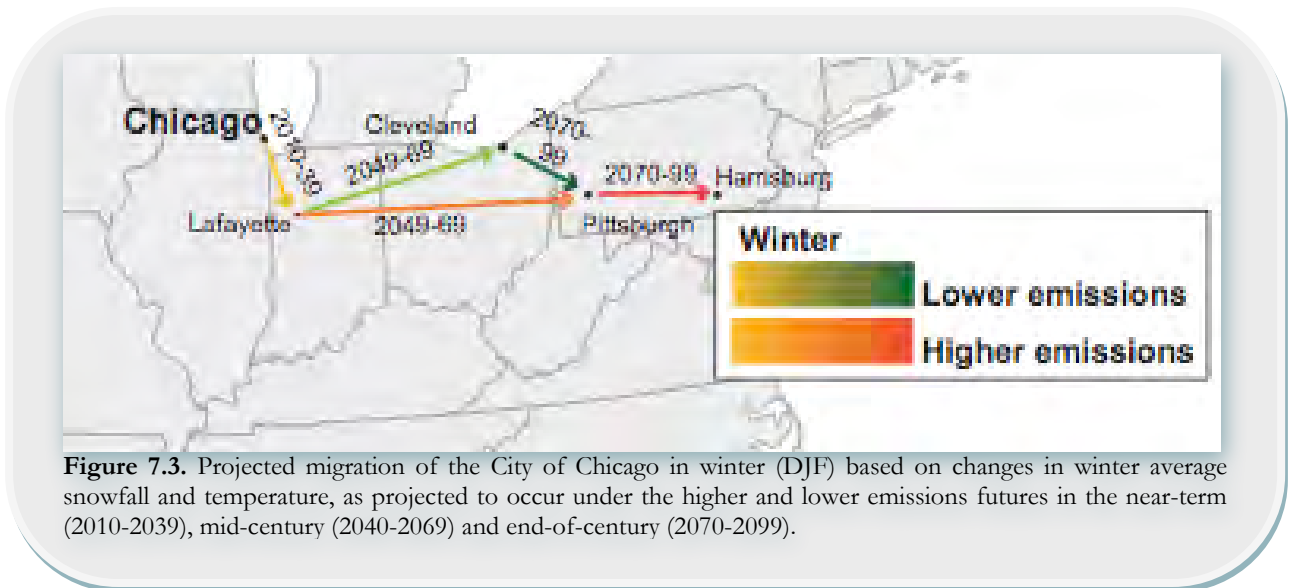 Chicago
2010-39
Cleveland
2049-69
2070-
99
2070-99
Harrisburg
Lafayette
2049-69
Pittsburgh
Winter
Lower emissions
Higher emissions
Figure 7.3. Projected migration of the City of Chicago in winter (DJF) based on changes in winter average
snowfall and temperature, as projected to occur under the higher and lower emissions futures in the near-term
(2010-2039), mid-century (2040-2069) and end-of-century (2070-2099).